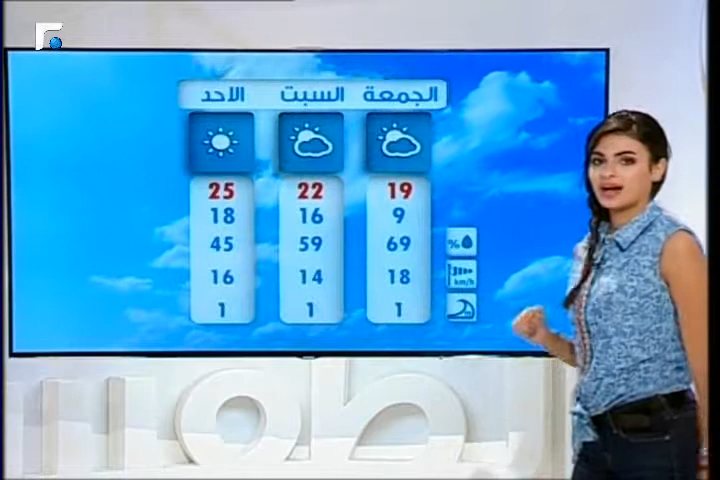 الجمعة السبت الاحد
19 22 25
9 16 18
% 69 59 45
km/h 18 14 16
m 1 1 1